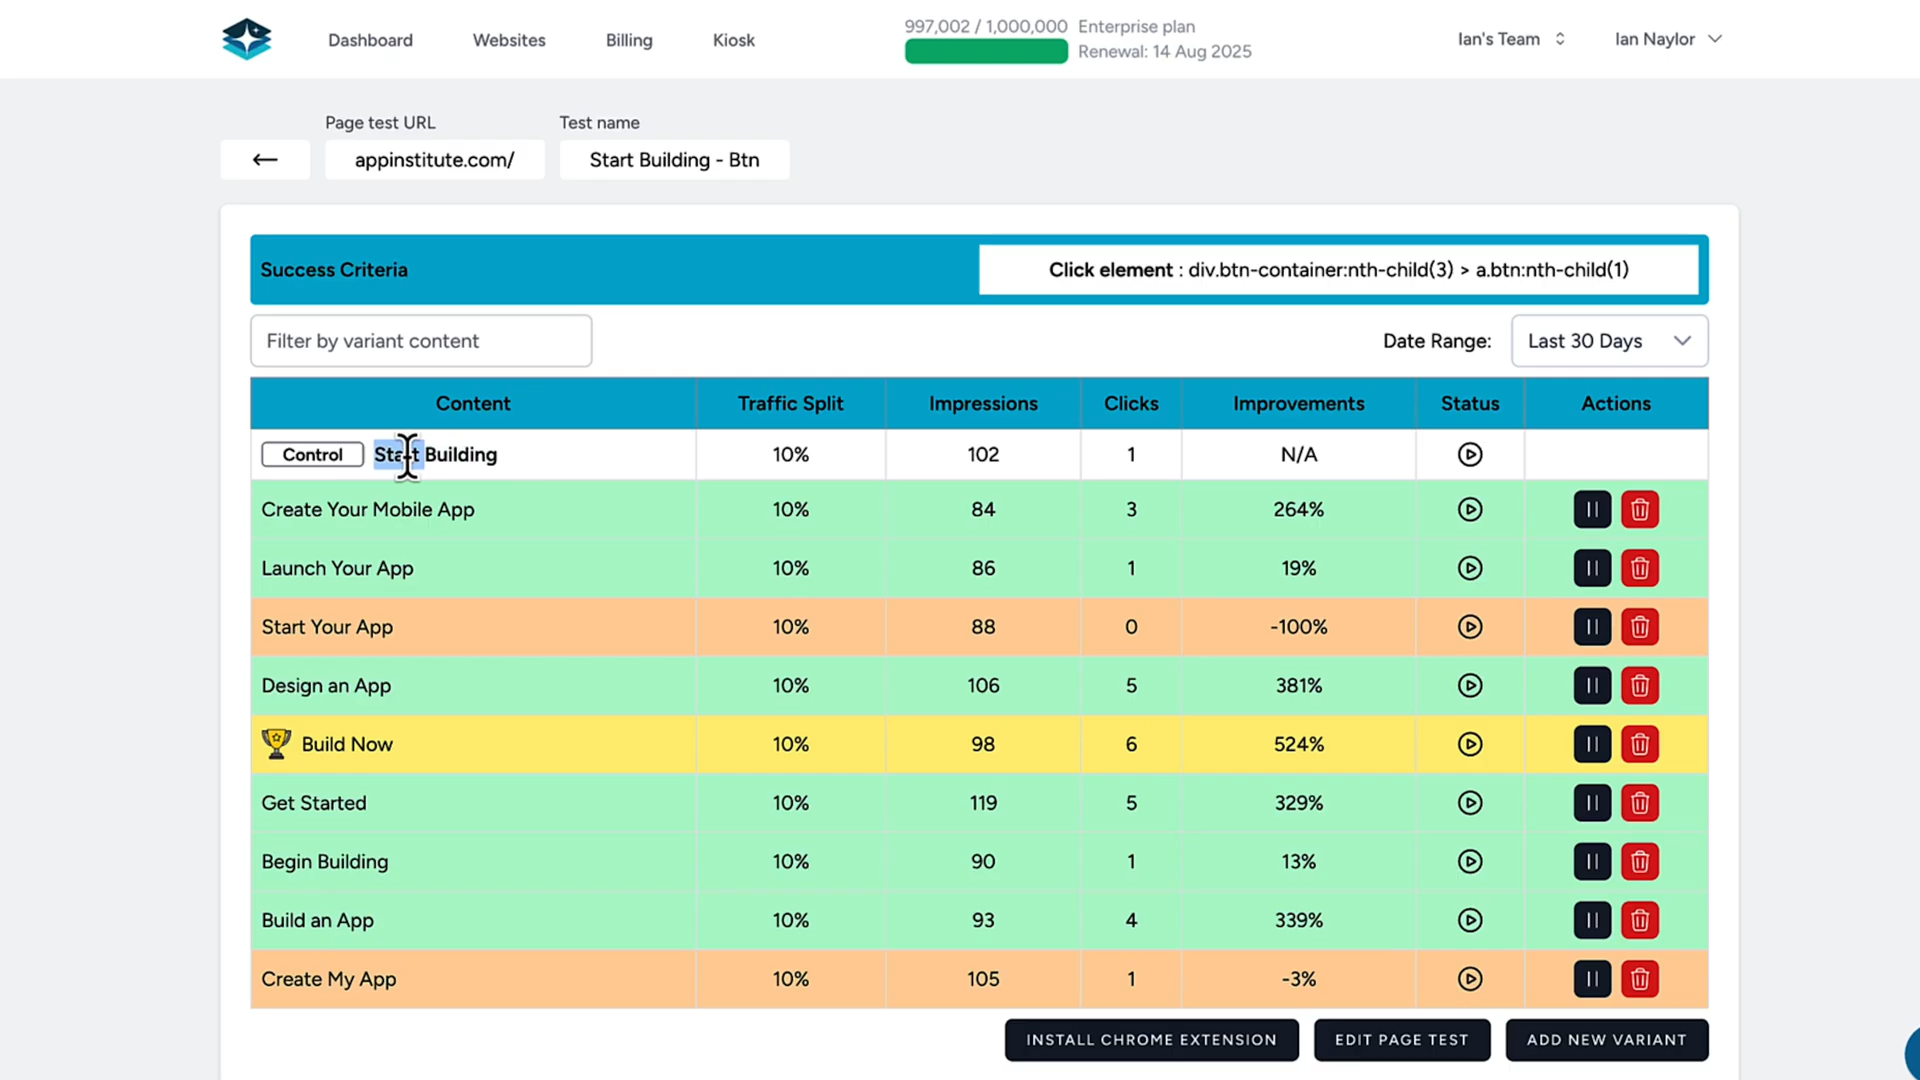 Dashboard Websites Billing Kiosk 997,002 / 1,000,000 Enterprise plan Ian's Team Ian Naylor
Renewal: 14 Aug 2025
Page test URL Test name
← appinstitute.com/ Start Building - Btn
Success Criteria Click element : div.btn-container:nth-child(3) > a.btn:nth-child(1)
Filter by variant content Date Range: Last 30 Days
Content Traffic Split Impressions Clicks Improvements Status Actions
Control Start Building 10% 102 1 N/A
Create Your Mobile App 10% 84 3 264%
Launch Your App 10% 86 1 19%
Start Your App 10% 88 0 -100%
Design an App 10% 106 5 381%
Build Now 10% 98 6 524%
Get Started 10% 119 5 329%
Begin Building 10% 90 1 13%
Build an App 10% 93 4 339%
Create My App 10% 105 1 -3%
INSTALL CHROME EXTENSION EDIT PAGE TEST ADD NEW VARIANT